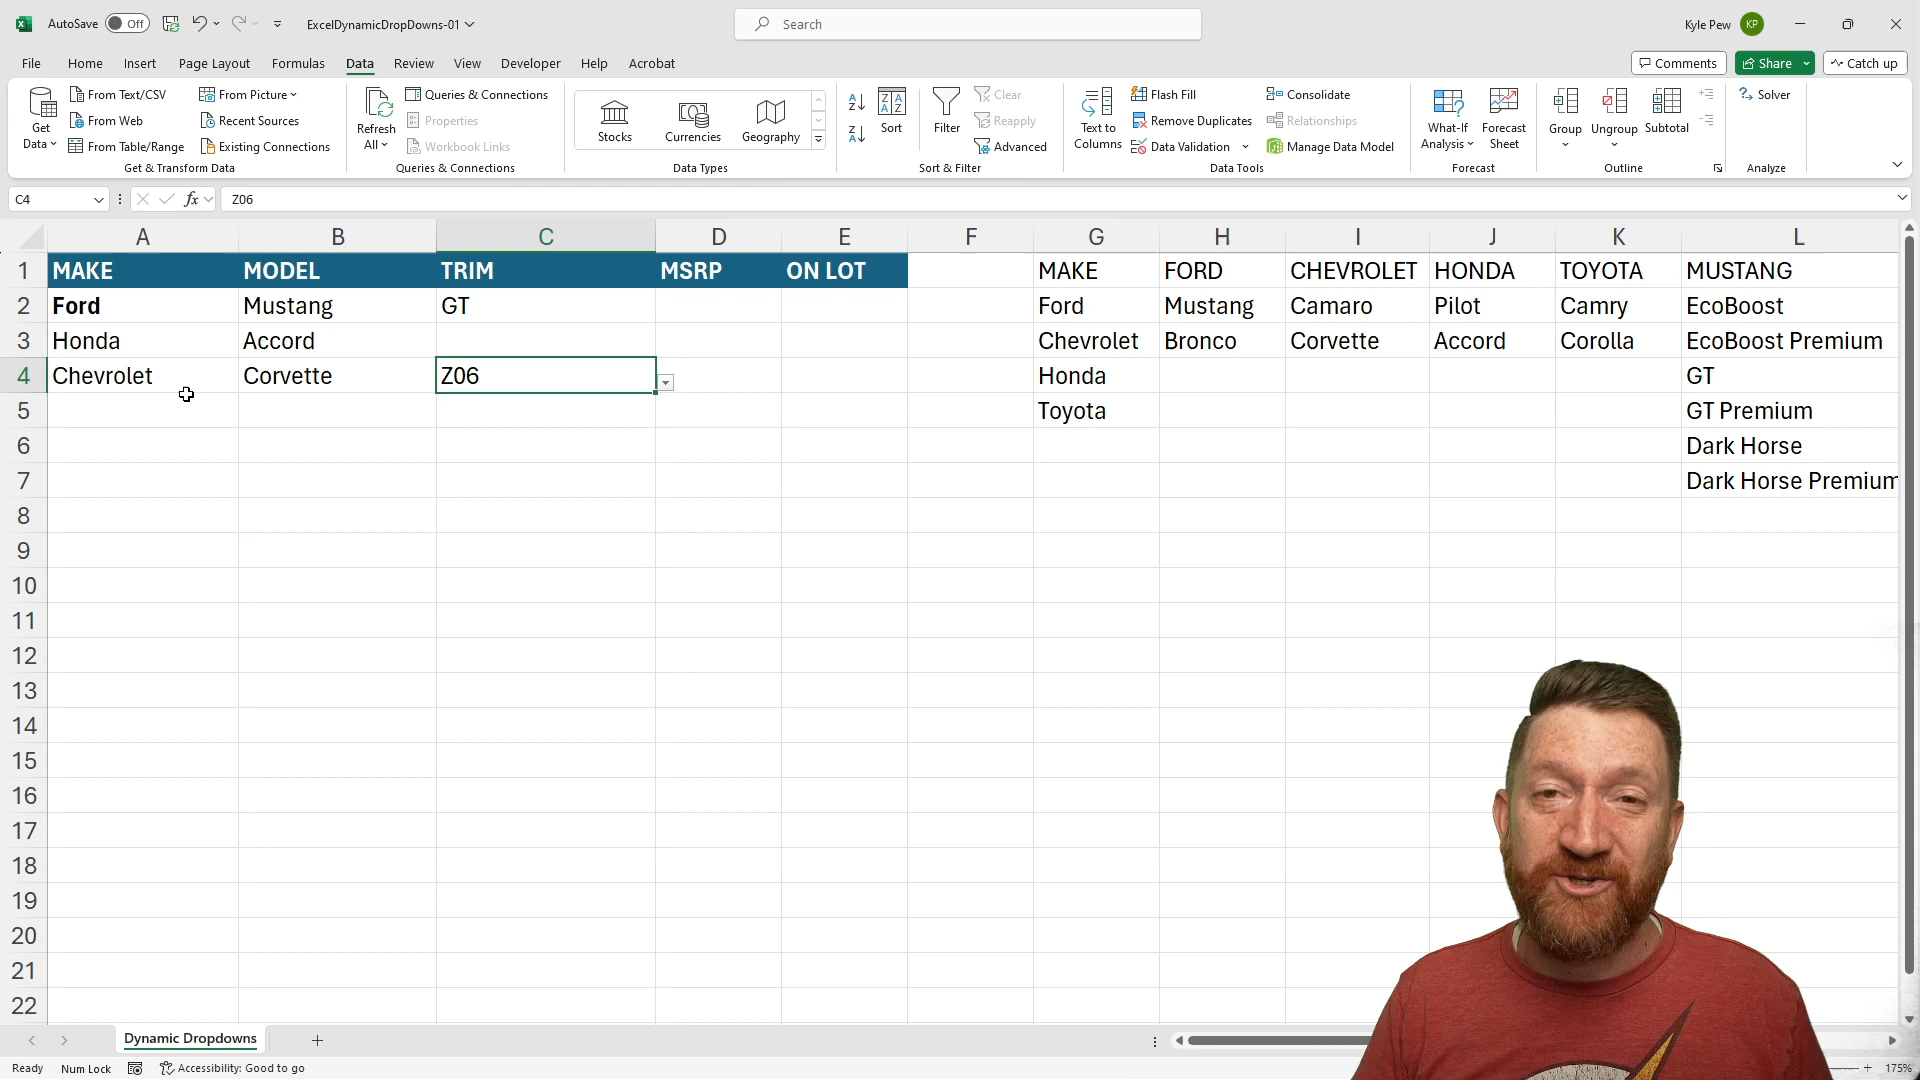 AutoSave Off ExcelDynamicDropDowns-01 Search Kyle Pew KP
File Home Insert Page Layout Formulas Data Review View Developer Help Acrobat Comments Share Catch up
Get Data From Text/CSV From Picture Refresh All Queries & Connections Stocks Currencies Geography Sort Filter Clear Text to Columns Flash Fill Consolidate What-If Analysis Forecast Sheet Group Ungroup Subtotal Solver
From Web Recent Sources Properties Reapply Remove Duplicates Relationships
From Table/Range Existing Connections Workbook Links Advanced Data Validation Manage Data Model
Get & Transform Data Queries & Connections Data Types Sort & Filter Data Tools Forecast Outline Analyze
C4 fx Z06
A B C D E F G H I J K L
1 MAKE MODEL TRIM MSRP ON LOT MAKE FORD CHEVROLET HONDA TOYOTA MUSTANG
2 Ford Mustang GT Ford Mustang Camaro Pilot Camry EcoBoost
3 Honda Accord Chevrolet Bronco Corvette Accord Corolla EcoBoost Premium
4 Chevrolet Corvette Z06 Honda GT
5 Toyota GT Premium
6 Dark Horse
7 Dark Horse Premium
8
9
10
11
12
13
14
15
16
17
18
19
20
21
22
Dynamic Dropdowns
Ready Num Lock Accessibility: Good to go 175%